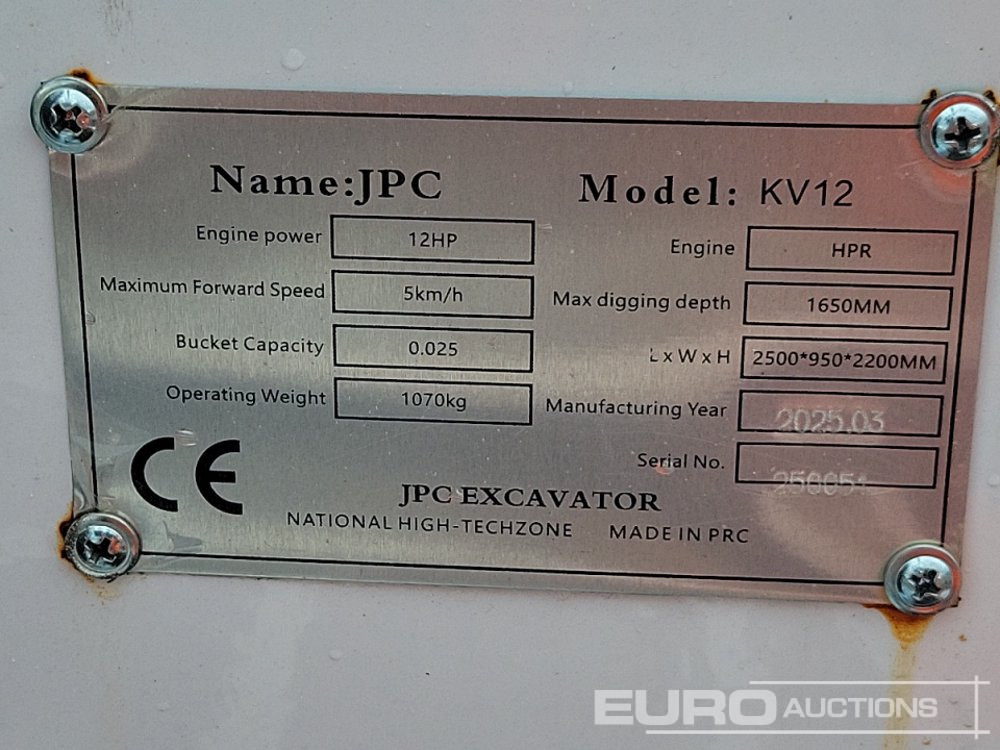 Name:JPC Model: KV12
Engine power 12HP Engine HPR
Maximum Forward Speed 5km/h Max digging depth 1650MM
Bucket Capacity 0.025 LxWxH 2500*950*2200MM
Operating Weight 1070kg Manufacturing Year 2025.03
Serial No.
CE
JPC EXCAVATOR
NATIONAL HIGH-TECHZONE MADE IN PRC
EURO AUCTIONS